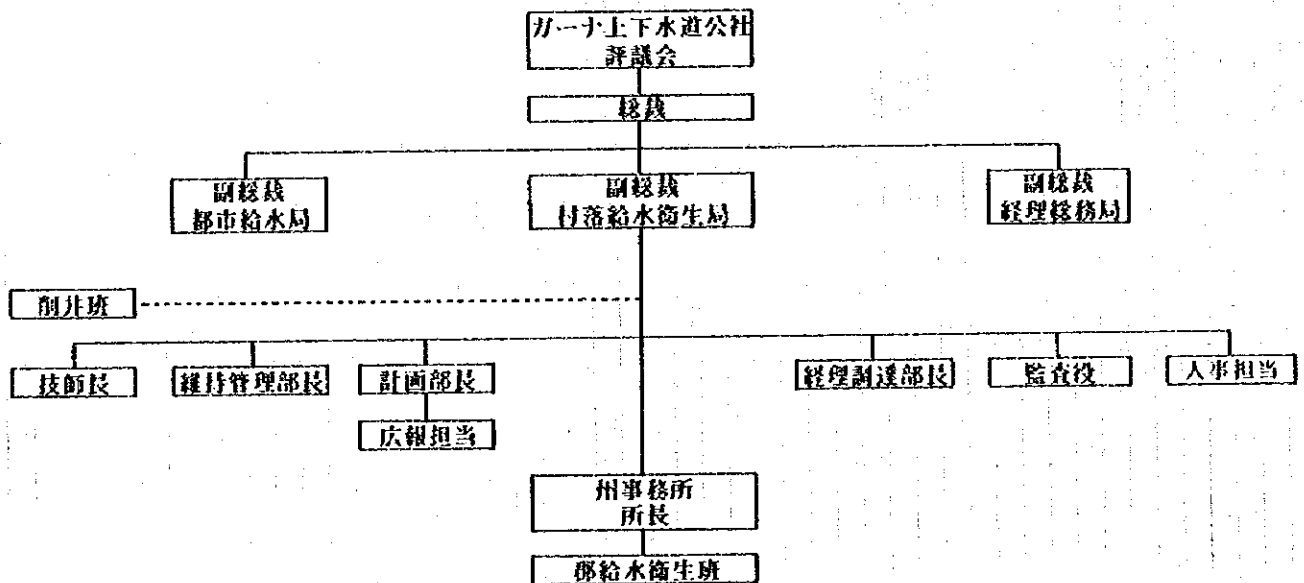 ガーナ上下水道公社
評議会
総裁
副総裁
都市給水局
副総裁
村落給水衛生局
副総裁
経理総務局
削井班
技師長
維持管理部長
計画部長
経理調達部長
監査役
人事担当
広報担当
州事務所
所長
郡給水衛生班